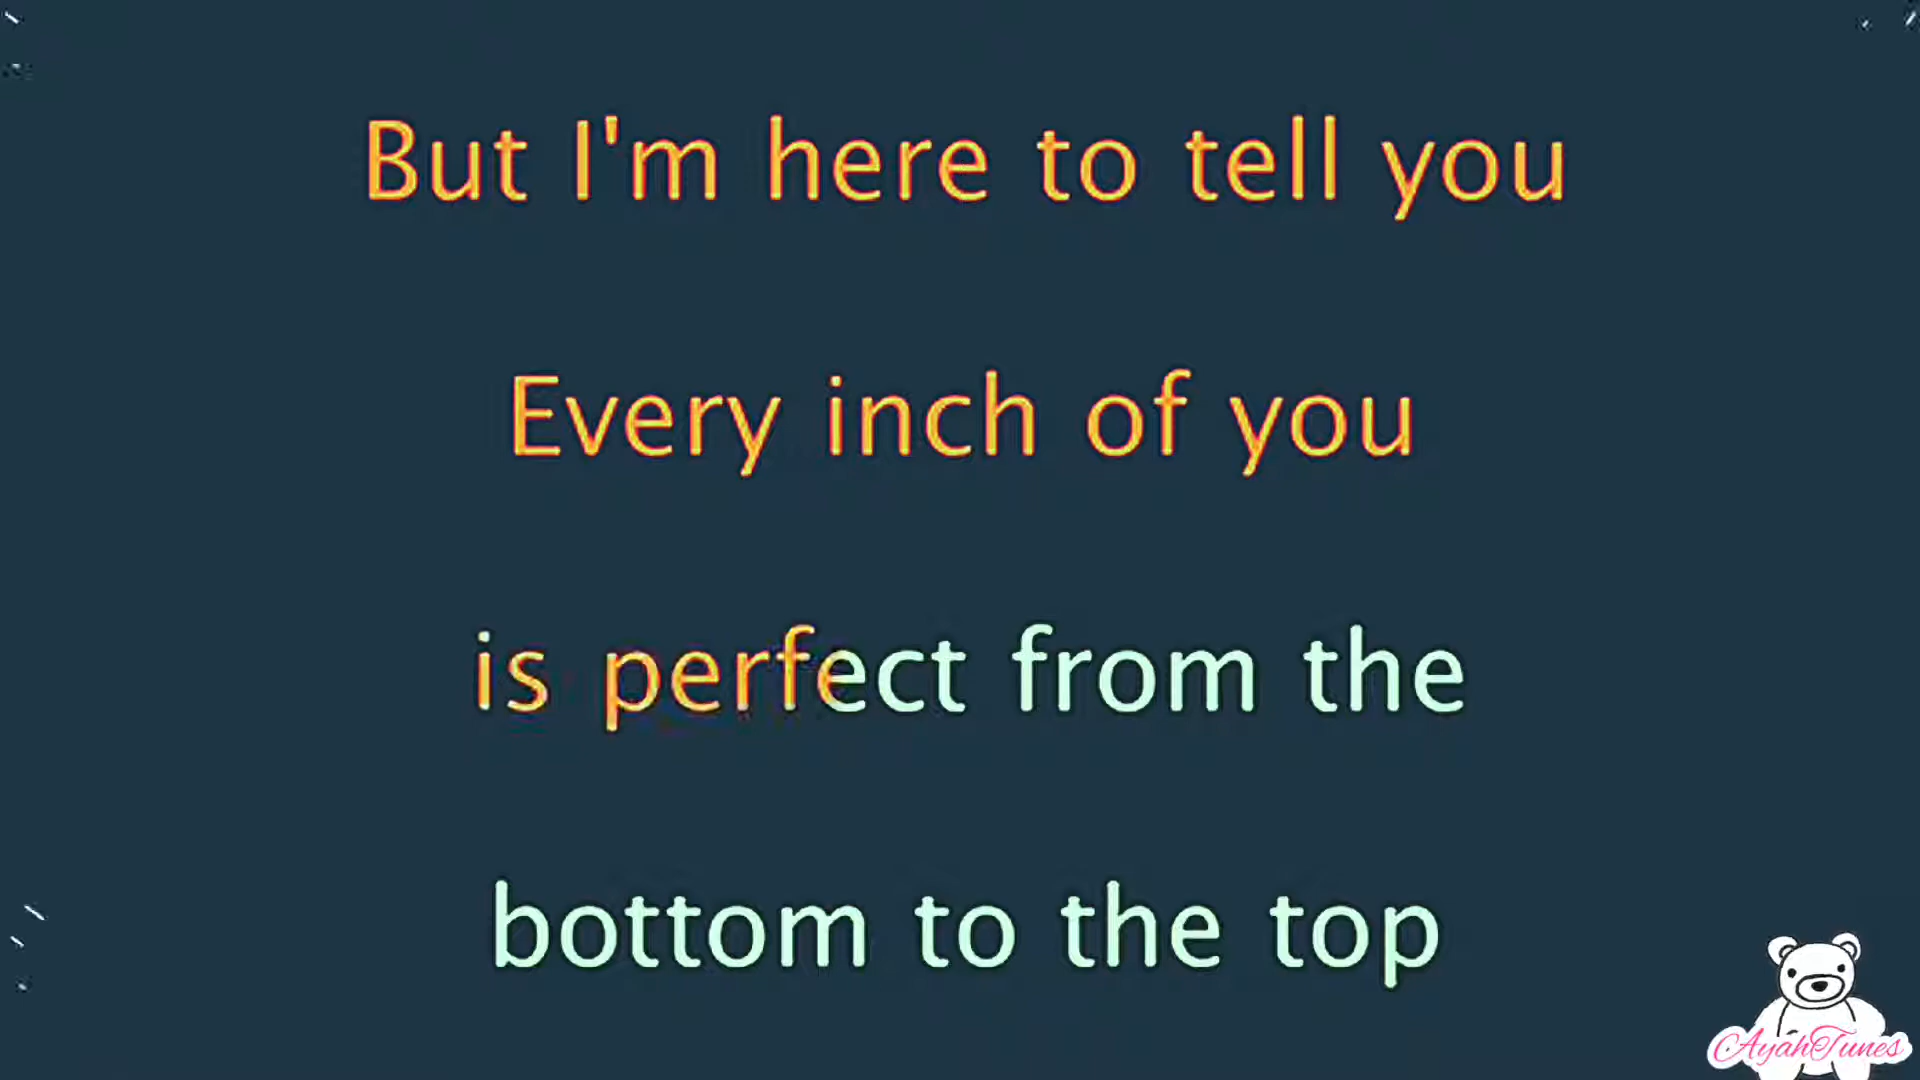 But I'm here to tell you
Every inch of you
is perfect from the
bottom to the top
AyahTunes